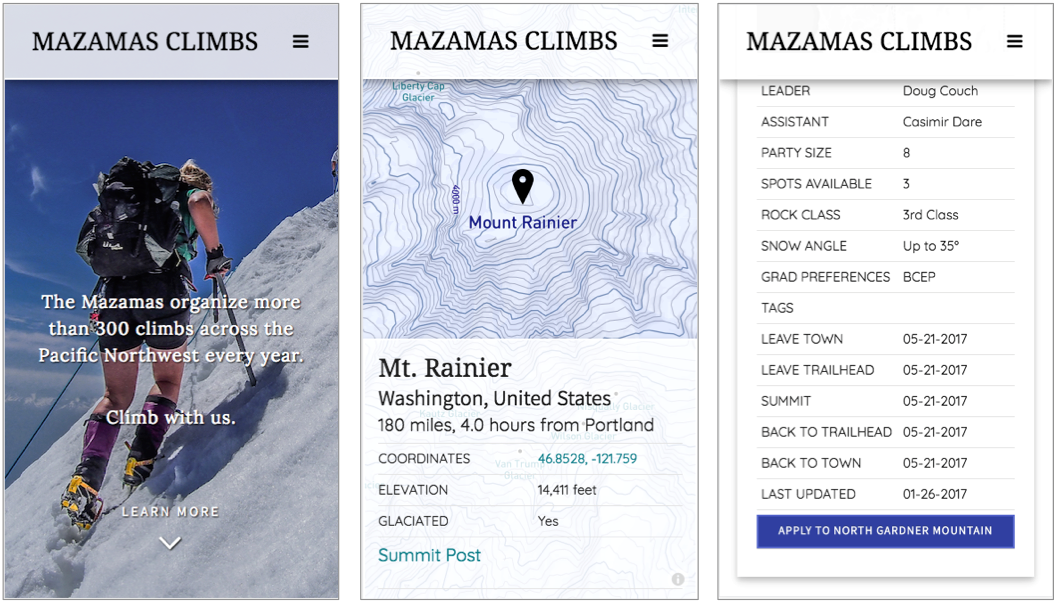 MAZAMAS CLIMBS
The Mazamas organize more
than 300 climbs across the
Pacific Northwest every year.
Climb with us.
LEARN MORE
MAZAMAS CLIMBS
Liberty Cap
Glacier
4000 m
Mount Rainier
Mt. Rainier
Washington, United States
180 miles, 4.0 hours from Portland
Wilson Glacier
COORDINATES 46.8528, -121.759
Van Trump
ELEVATION 14,411 feet
GLACIATED Yes
Summit Post
MAZAMAS CLIMBS
LEADER Doug Couch
ASSISTANT Casimir Dare
PARTY SIZE 8
SPOTS AVAILABLE 3
ROCK CLASS 3rd Class
SNOW ANGLE Up to 35°
GRAD PREFERENCES BCEP
TAGS
LEAVE TOWN 05-21-2017
LEAVE TRAILHEAD 05-21-2017
SUMMIT 05-21-2017
BACK TO TRAILHEAD 05-21-2017
BACK TO TOWN 05-21-2017
LAST UPDATED 01-26-2017
APPLY TO NORTH GARDNER MOUNTAIN